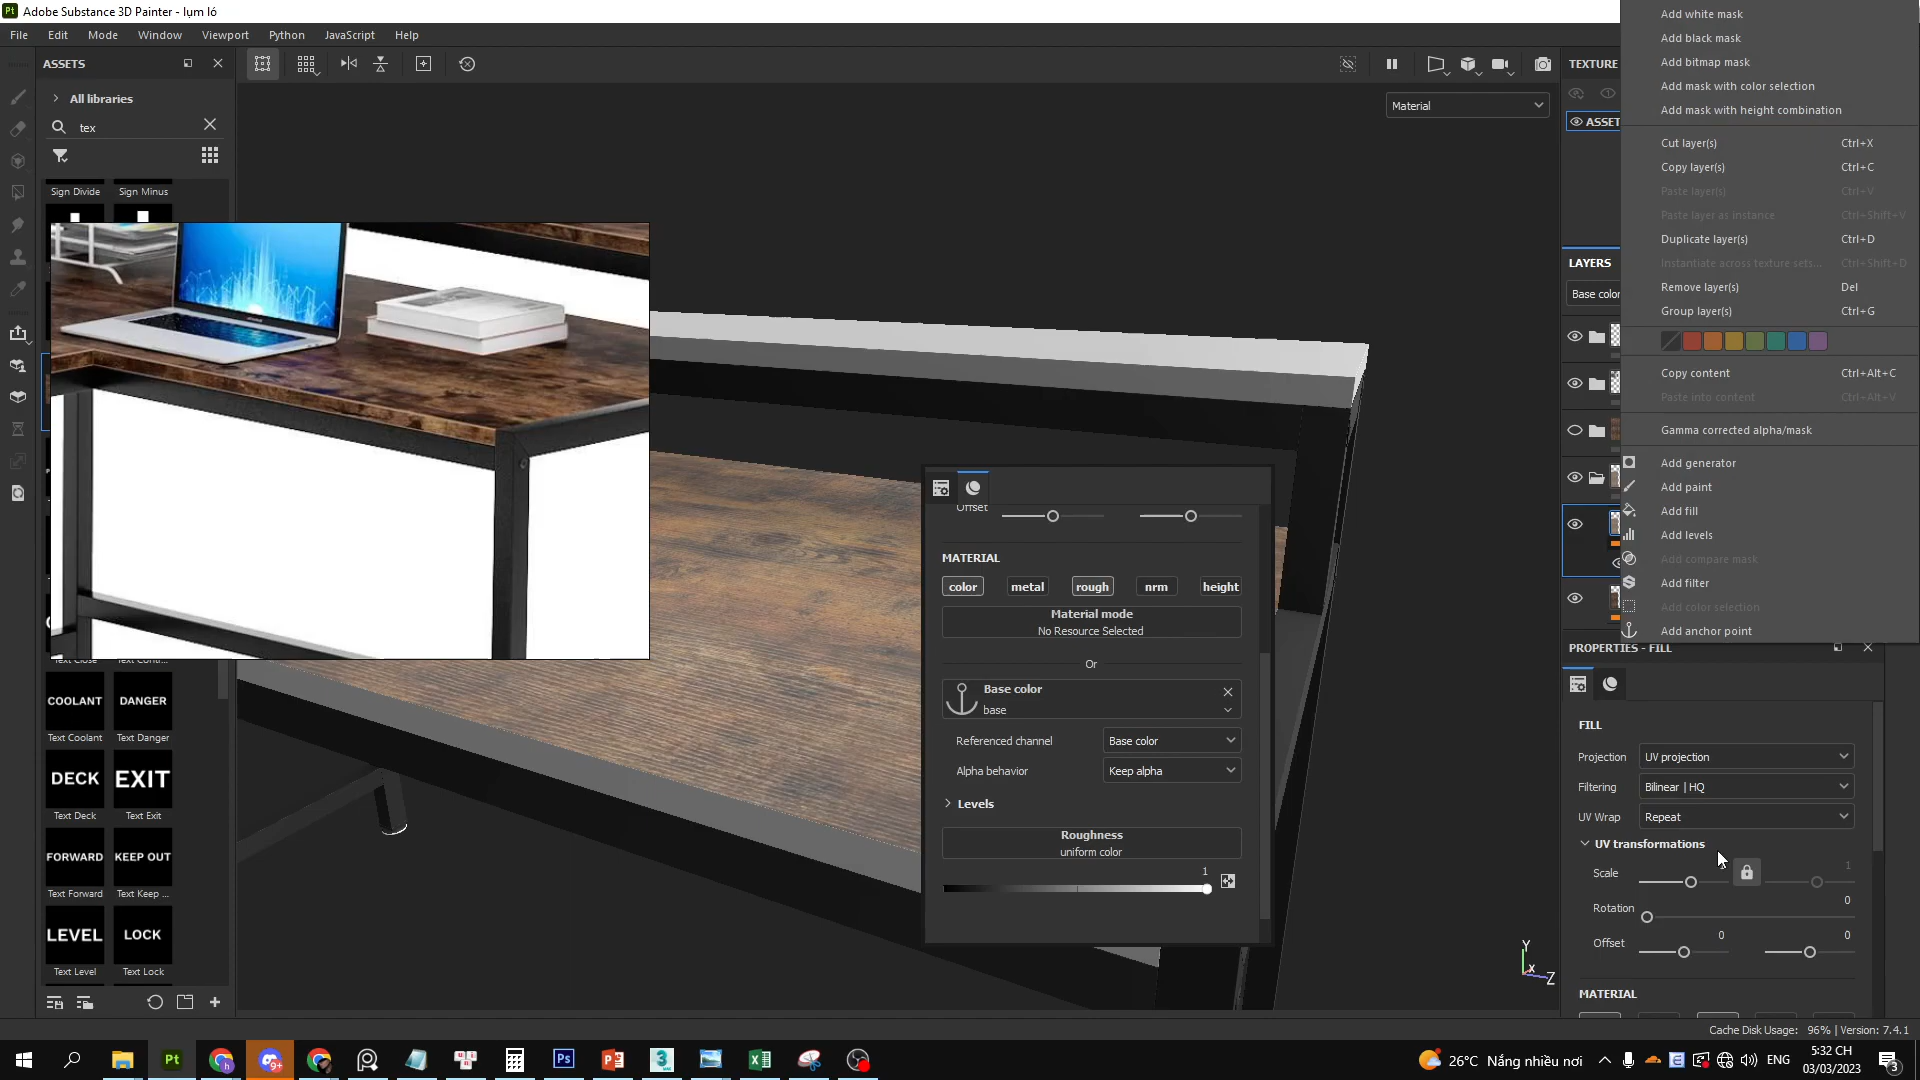 Adobe Substance 3D Painter - lụm ló
File Edit Mode Window Viewport Python JavaScript Help
ASSETS
All libraries
tex
Sign Divide Sign Minus
COOLANT DANGER
Text Coolant Text Danger
DECK EXIT
Text Deck Text Exit
FORWARD KEEP OUT
Text Forward Text Keep ...
LEVEL LOCK
Text Level Text Lock
Material
Offset
MATERIAL
color metal rough nrm height
Material mode
No Resource Selected
Or
Base color
base
Referenced channel Base color
Alpha behavior Keep alpha
Levels
Roughness
uniform color
1
Y
X
Z
TEXTURE
ASSET
LAYERS
Base color
Add white mask
Add black mask
Add bitmap mask
Add mask with color selection
Add mask with height combination
Cut layer(s) Ctrl+X
Copy layer(s) Ctrl+C
Paste layer(s) Ctrl+V
Paste layer as instance Ctrl+Shift+V
Duplicate layer(s) Ctrl+D
Instantiate across texture sets... Ctrl+Shift+D
Remove layer(s) Del
Group layer(s) Ctrl+G
Copy content Ctrl+Alt+C
Paste into content Ctrl+Alt+V
Gamma corrected alpha/mask
Add generator
Add paint
Add fill
Add levels
Add compare mask
Add filter
Add color selection
Add anchor point
PROPERTIES - FILL
FILL
Projection UV projection
Filtering Bilinear | HQ
UV Wrap Repeat
UV transformations
Scale 1
Rotation 0
Offset 0 0
MATERIAL
Cache Disk Usage: 96% | Version: 7.4.1
26°C Nắng nhiều nơi
ENG
5:32 CH
03/03/2023
3